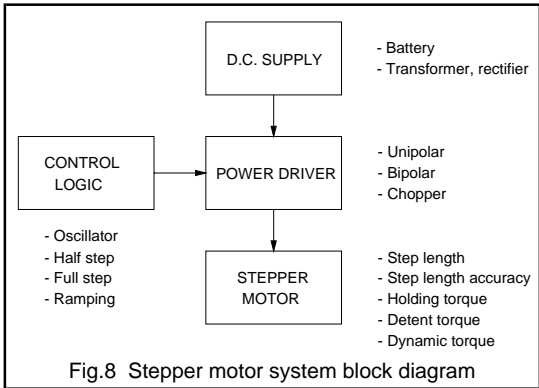 D.C. SUPPLY
- Battery
- Transformer, rectifier
CONTROL
LOGIC
POWER DRIVER
- Unipolar
- Bipolar
- Chopper
- Oscillator
- Half step
- Full step
- Ramping
STEPPER
MOTOR
- Step length
- Step length accuracy
- Holding torque
- Detent torque
- Dynamic torque
Fig.8 Stepper motor system block diagram